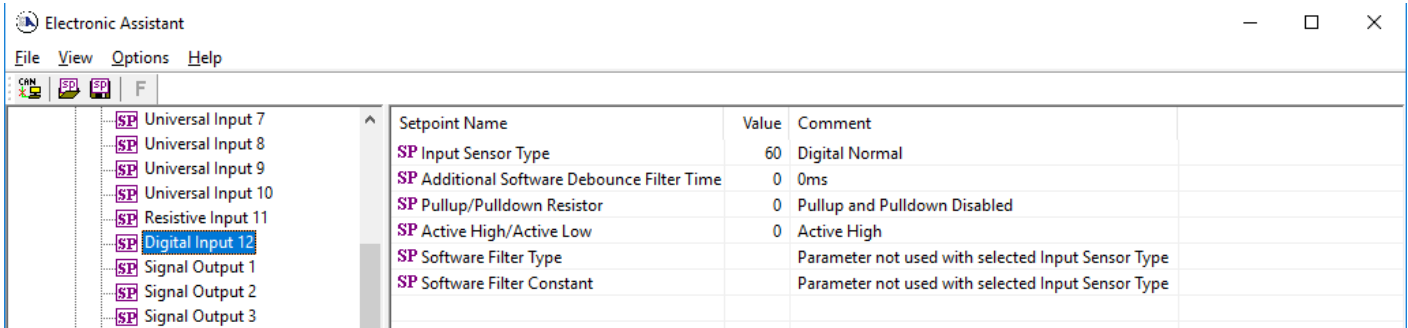 Electronic Assistant
File View Options Help
CAN SP SP F
SP Universal Input 7
SP Universal Input 8
SP Universal Input 9
SP Universal Input 10
SP Resistive Input 11
SP Digital Input 12
SP Signal Output 1
SP Signal Output 2
SP Signal Output 3
Setpoint Name Value Comment
SP Input Sensor Type 60 Digital Normal
SP Additional Software Debounce Filter Time 0 0ms
SP Pullup/Pulldown Resistor 0 Pullup and Pulldown Disabled
SP Active High/Active Low 0 Active High
SP Software Filter Type Parameter not used with selected Input Sensor Type
SP Software Filter Constant Parameter not used with selected Input Sensor Type